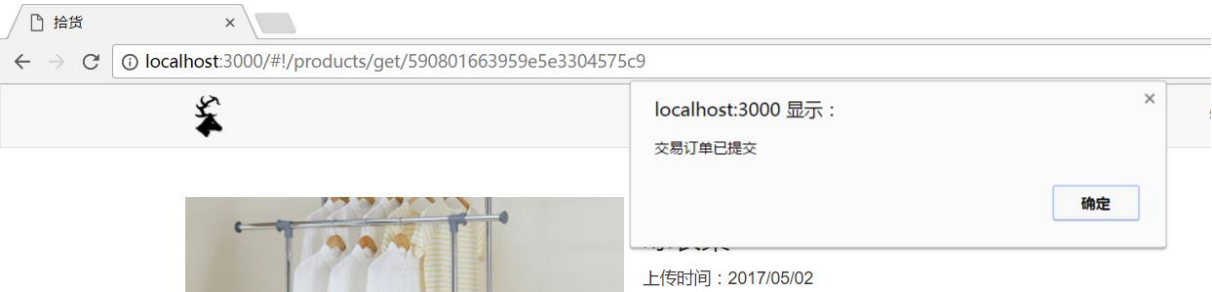 拾货
localhost:3000/#!/products/get/590801663959e5e3304575c9
localhost:3000 显示：
交易订单已提交
确定
上传时间：2017/05/02